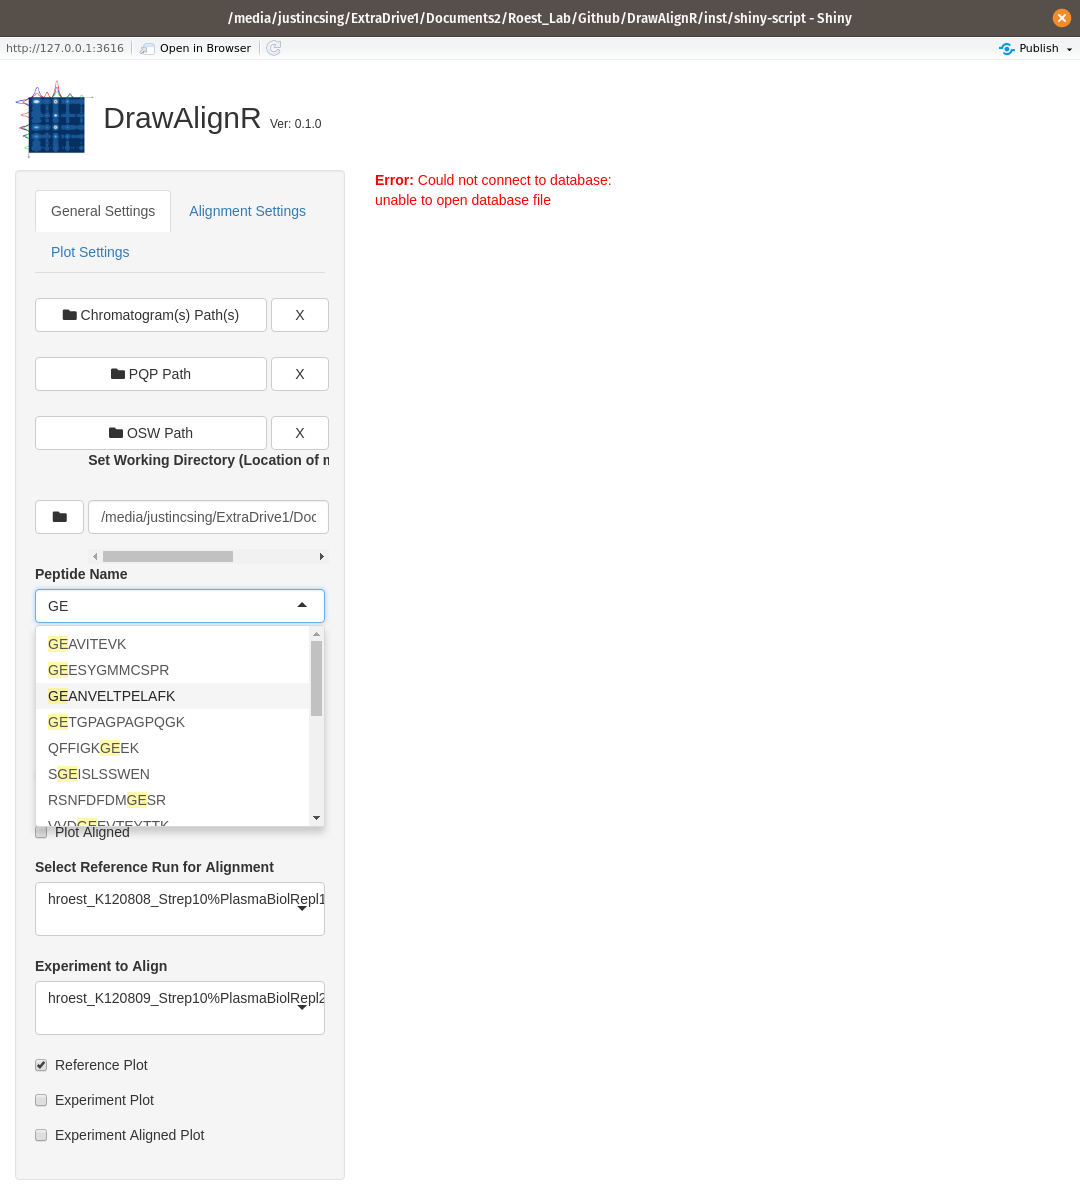 /media/justincsing/ExtraDrive1/Documents2/Roest_Lab/Github/DrawAlignR/inst/shiny-script - Shiny
http://127.0.0.1:3616 Open in Browser Publish
DrawAlignR Ver: 0.1.0
Error: Could not connect to database:
unable to open database file
General Settings Alignment Settings
Plot Settings
Chromatogram(s) Path(s) X
PQP Path X
OSW Path X
Set Working Directory (Location of
/media/justincsing/ExtraDrive1/Doc
Peptide Name
GE
GEAVITEVK
GEESYGMMCSPR
GEANVELTPELAFK
GETGPAGPAGPQGK
QFFIGKGEEK
SGEISLSSWEN
RSNFDFDMGESR
Plot Aligned
Select Reference Run for Alignment
hroest_K120808_Strep10%PlasmaBiolRepl1
Experiment to Align
hroest_K120809_Strep10%PlasmaBiolRepl2
Reference Plot
Experiment Plot
Experiment Aligned Plot